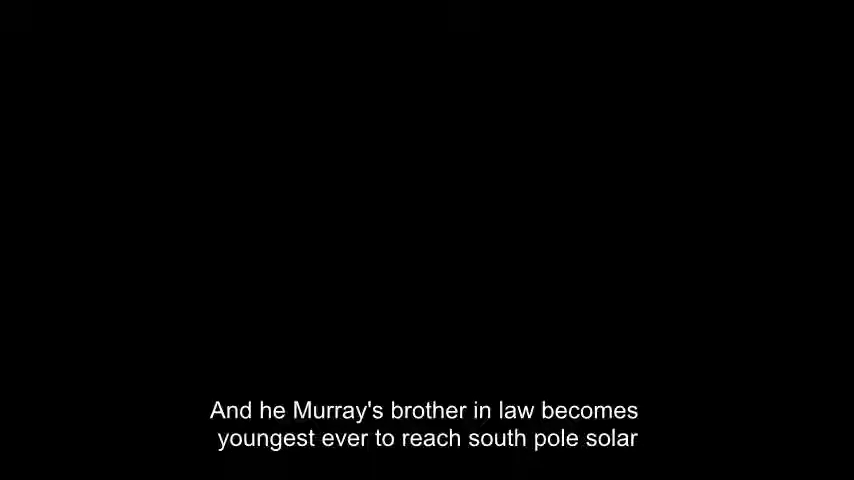 And he Murray's brother in law becomes
youngest ever to reach south pole solar